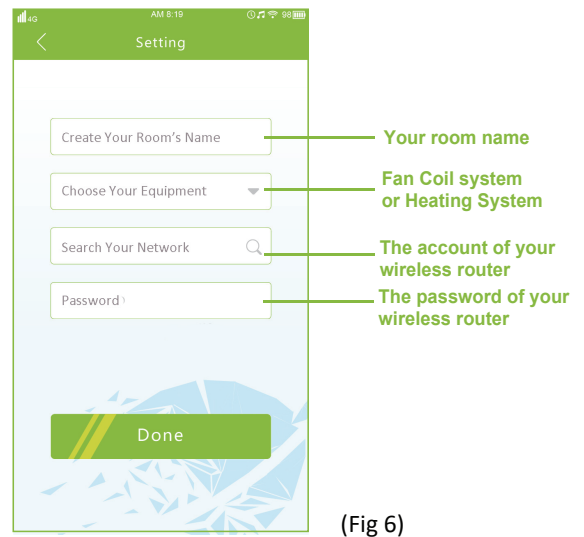 4G AM 8:19 98
Setting
Create Your Room's Name
Your room name
Choose Your Equipment
Fan Coil system
or Heating System
Search Your Network
The account of your
wireless router
Password
The password of your
wireless router
Done
(Fig 6)